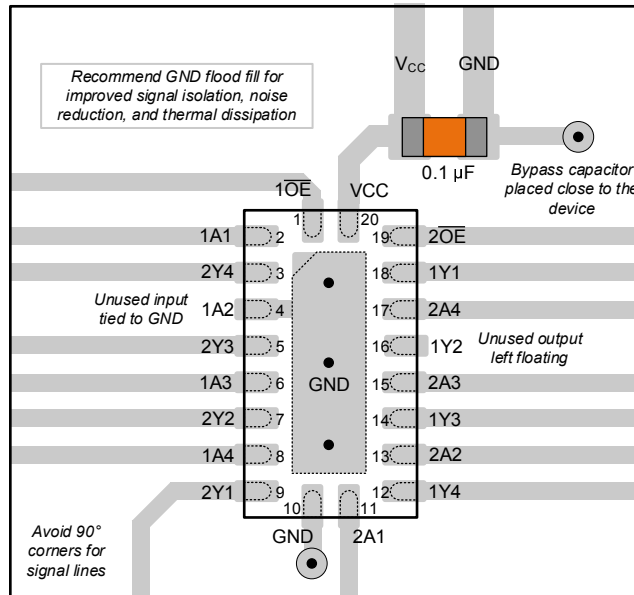 V_CC GND
Recommend GND flood fill for
improved signal isolation, noise
reduction, and thermal dissipation
0.1 µF
Bypass capacitor
placed close to the
device
1O̅E̅ VCC
1 20
1A1 2 19 2O̅E̅
2Y4 3 18 1Y1
Unused input
tied to GND
1A2 4 17 2A4
2Y3 5 16 1Y2
Unused output
left floating
1A3 6 GND 15 2A3
2Y2 7 14 1Y3
1A4 8 13 2A2
2Y1 9 12 1Y4
10 11
GND 2A1
Avoid 90°
corners for
signal lines